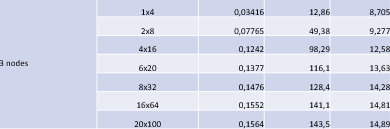 1x4 0,03416 12,86 8,705
2x8 0,07765 49,38 9,277
4x16 0,1242 98,29 12,58
3 nodes 6x20 0,1377 116,1 13,63
8x32 0,1476 128,4 14,28
16x64 0,1552 141,1 14,81
20x100 0,1564 143,5 14,89